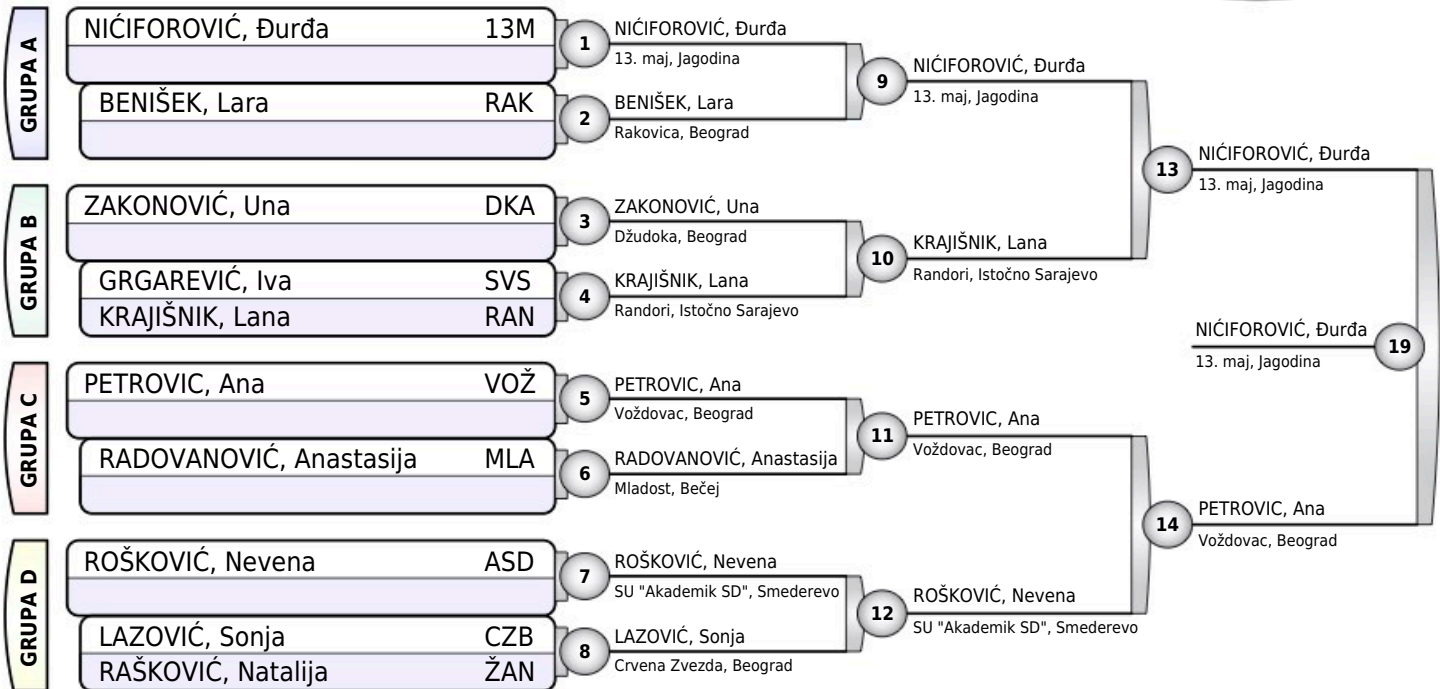 GRUPA A
NIĆIFOROVIĆ, Đurđa 13M
BENIŠEK, Lara RAK
GRUPA B
ZAKONOVIĆ, Una DKA
GRGAREVIĆ, Iva SVS
KRAJIŠNIK, Lana RAN
GRUPA C
PETROVIC, Ana VOŽ
RADOVANOVIĆ, Anastasija MLA
GRUPA D
ROŠKOVIĆ, Nevena ASD
LAZOVIĆ, Sonja CZB
RAŠKOVIĆ, Natalija ŽAN
1
NIĆIFOROVIĆ, Đurđa
13. maj, Jagodina
2
BENIŠEK, Lara
Rakovica, Beograd
3
ZAKONOVIĆ, Una
Džudoka, Beograd
4
KRAJIŠNIK, Lana
Randori, Istočno Sarajevo
5
PETROVIC, Ana
Voždovac, Beograd
6
RADOVANOVIĆ, Anastasija
Mladost, Bečej
7
ROŠKOVIĆ, Nevena
SU "Akademik SD", Smederevo
8
LAZOVIĆ, Sonja
Crvena Zvezda, Beograd
9
NIĆIFOROVIĆ, Đurđa
13. maj, Jagodina
10
KRAJIŠNIK, Lana
Randori, Istočno Sarajevo
11
PETROVIC, Ana
Voždovac, Beograd
12
ROŠKOVIĆ, Nevena
SU "Akademik SD", Smederevo
13
NIĆIFOROVIĆ, Đurđa
13. maj, Jagodina
14
PETROVIC, Ana
Voždovac, Beograd
NIĆIFOROVIĆ, Đurđa
13. maj, Jagodina
19